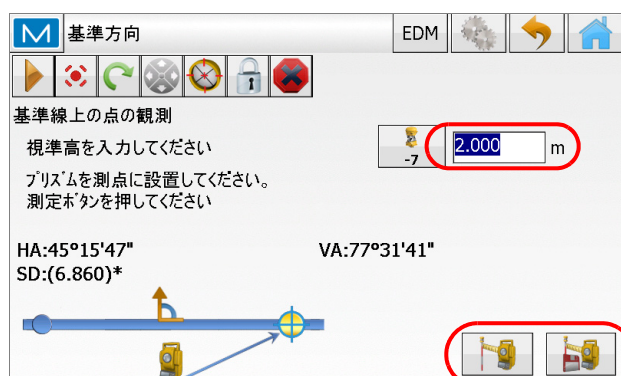 基準方向
EDM
基準線上の点の観測
視準高を入力してください
-7
2.000 m
ﾌﾟﾘｽﾞﾑを測点に設置してください。
測定ﾎﾞﾀﾝを押してください
HA:45°15'47" VA:77°31'41"
SD:(6.860)*